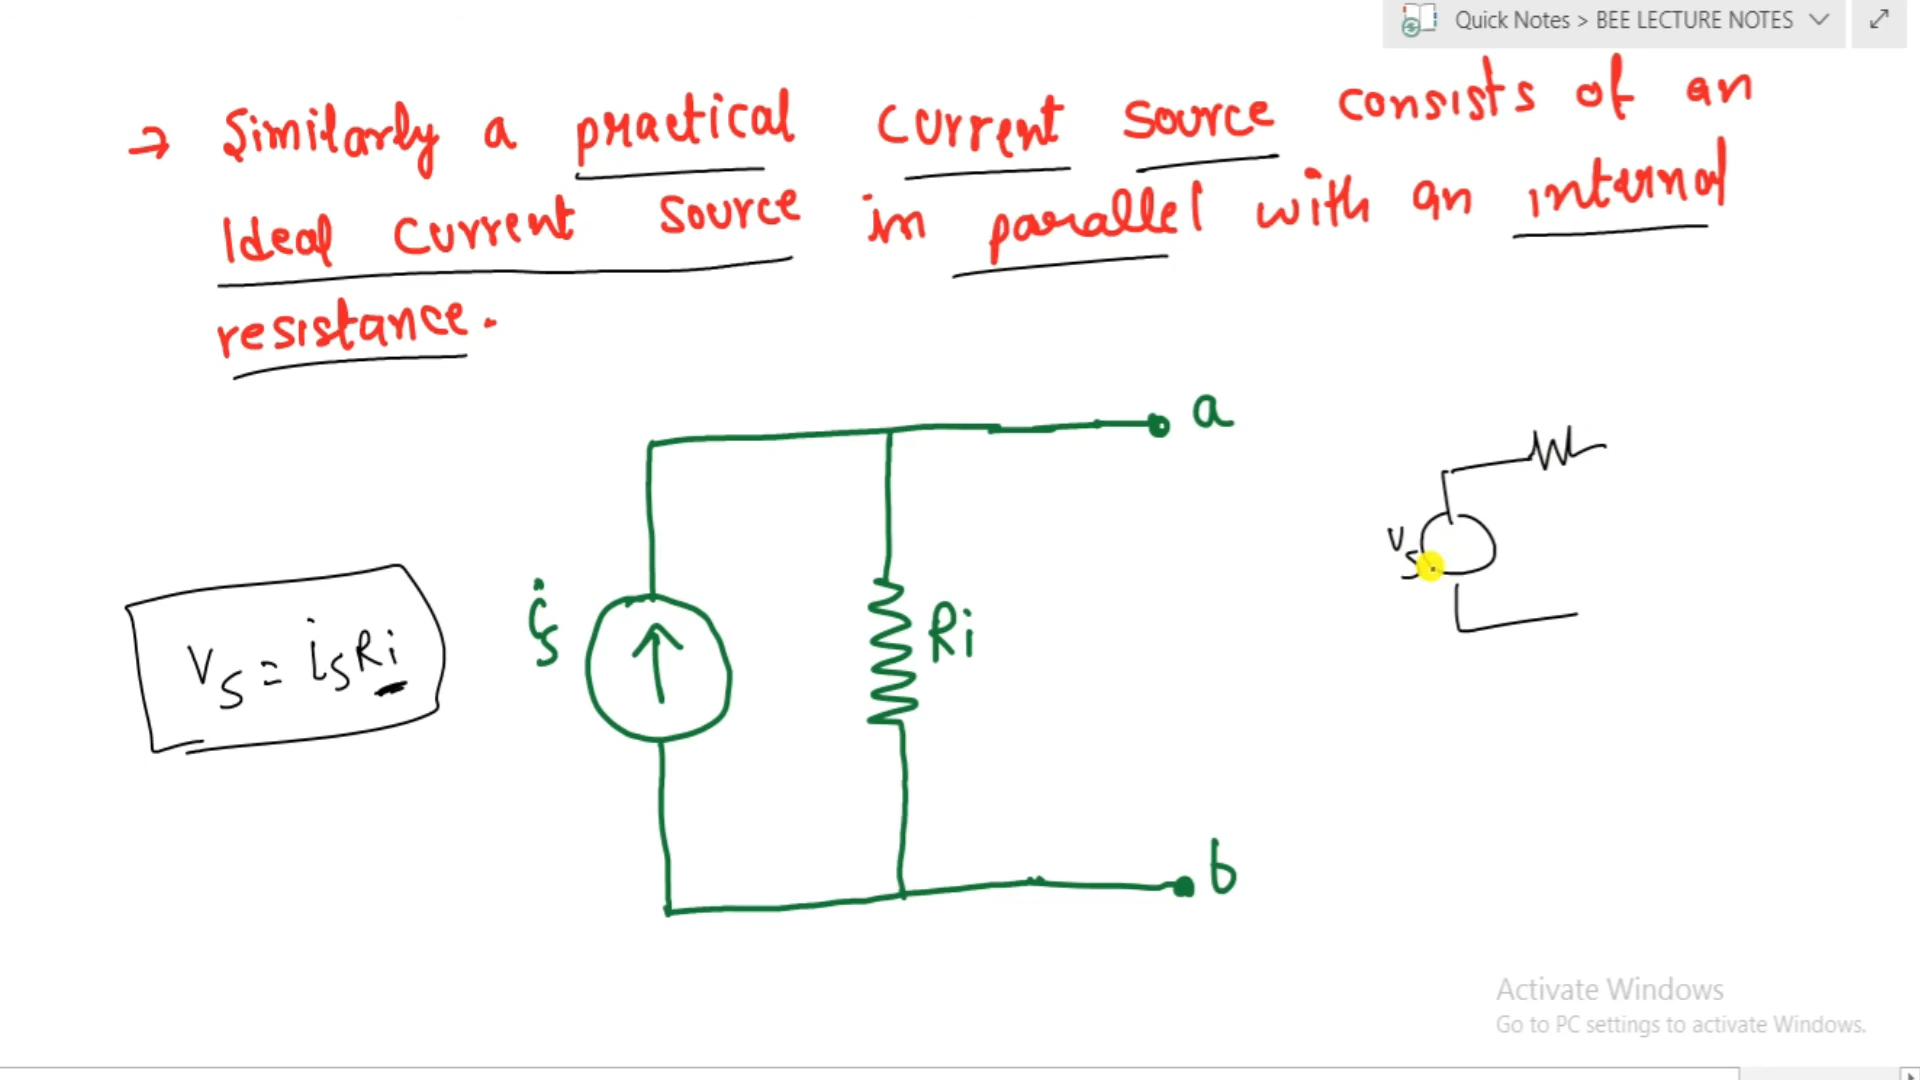 Quick Notes > BEE LECTURE NOTES
→ Similarly a practical current source consists of an
Ideal current source in parallel with an internal
resistance.
a
Vs
is
Ri
Vs = isRi
b
Activate Windows
Go to PC settings to activate Windows.